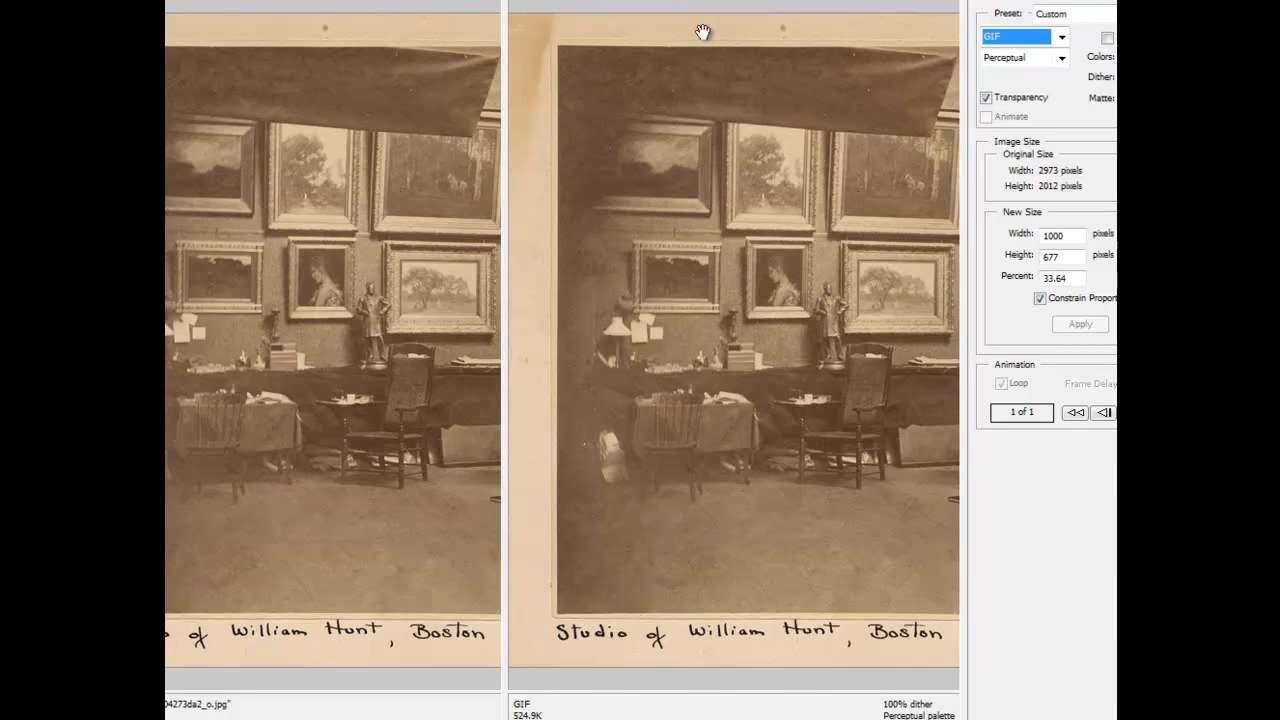 o of William Hunt, Boston
04273da2_o.jpg"
Studio of William Hunt, Boston
GIF
524.9K
100% dither
Perceptual palette
Preset: Custom
GIF
Perceptual
Colors:
Dither:
Transparency
Matte:
Animate
Image Size
Original Size
Width: 2973 pixels
Height: 2012 pixels
New Size
Width: 1000 pixels
Height: 677 pixels
Percent: 33.64
Constrain Propor
Apply
Animation
Loop
Frame Delay
1 of 1